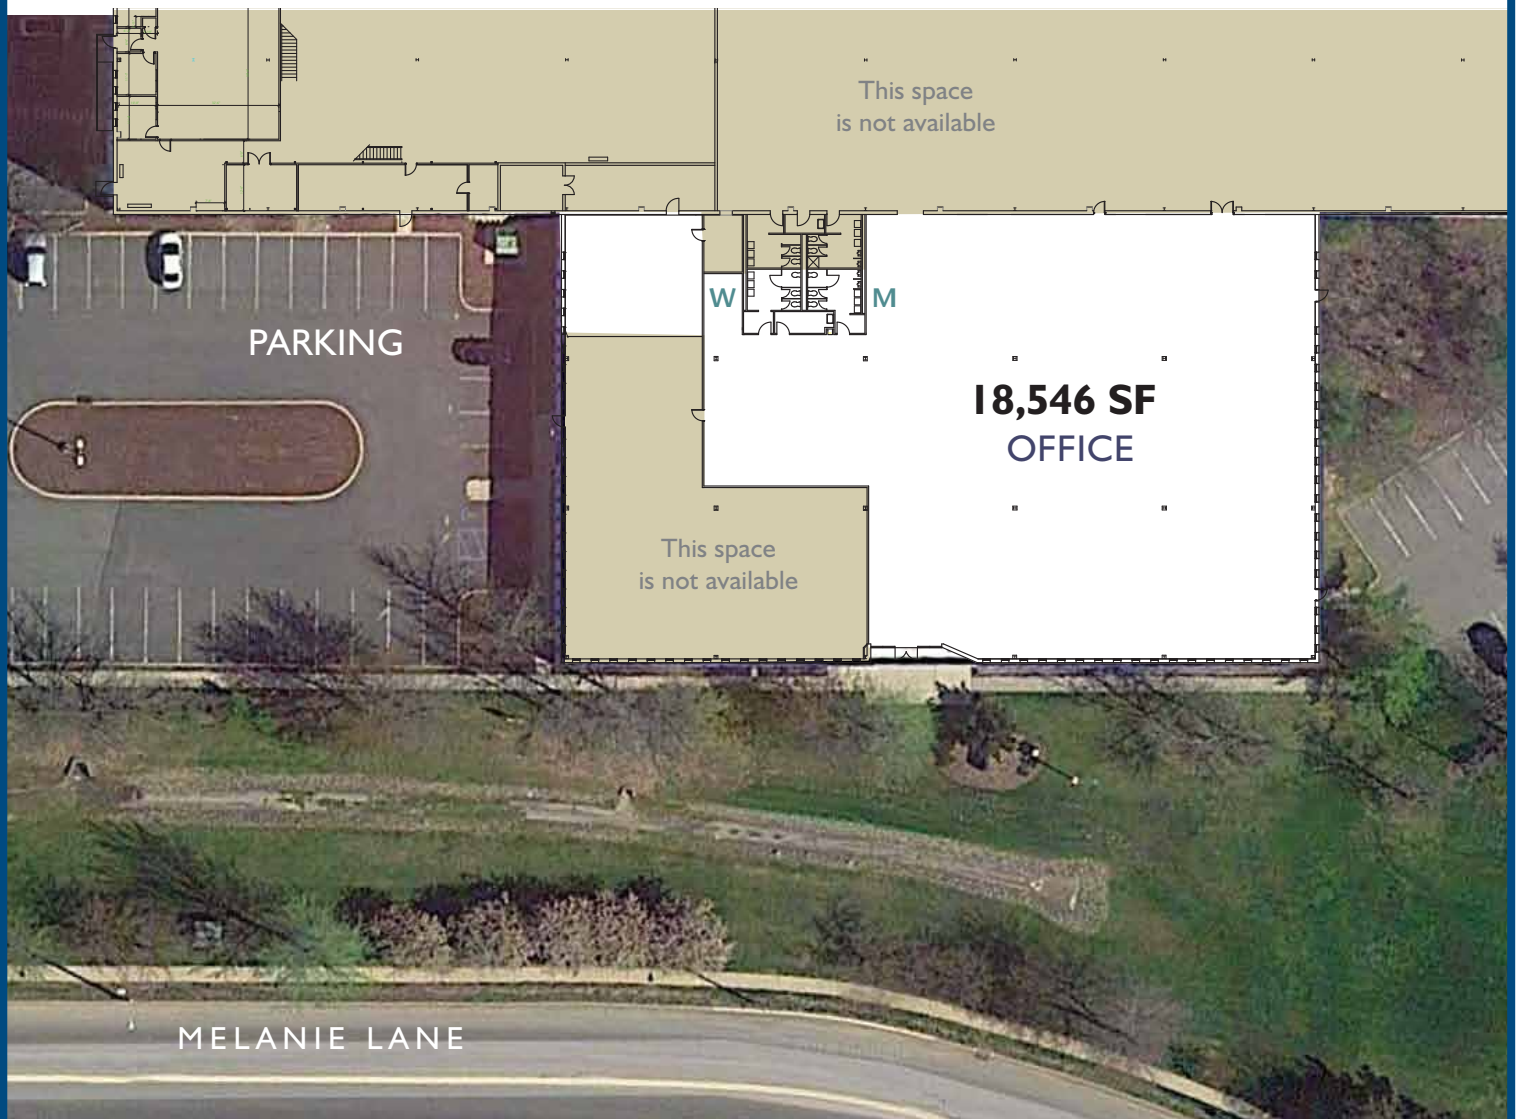 This space
is not available
W
M
PARKING
18,546 SF
OFFICE
This space
is not available
MELANIE LANE